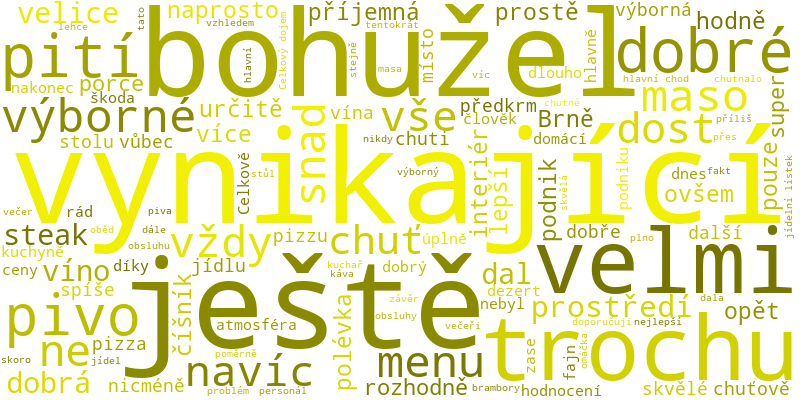 velice
lehce
tato
naprosto
vzhledem
bohužel
Celkový dojem
příjemná
tentokrát
stejně
prostě
místo
výborná
hodně
pití
nakonec
porce
škoda
masa
víc
dlouho
hlavně
dobré
hlavní
hlavní chod
chutnalo
super
výborné
určitě
stolu
vůbec
více
vína
člověk
vše
chuti
předkrm
chutné
Brně
domácí
maso
dost
příliš
přes
vynikající
snad
nikdy
interiér
lepší
podnik
skvělá
podniku
pouze
jídelní lístek
Celkově
stůl
výborný
dnes
fakt
ovšem
večer
rád
piva
dále
oběd
obsluhu
steak
kuchyně
vždy
pizzu
chuť
úplně
dobře
plno
další
velmi
ceny
víno
díky
číšník
jídlu
ještě
kuchař
káva
dobrý
dal
dezert
nebyl
prostředí
dala
opět
spíše
pivo
ne
pizza
navíc
atmosféra
polévka
závěr
obsluhy
večeři
menu
trochu
doporučuji
nejlepší
skoro
jídel
dobrá
nicméně
poměrně
problém
personál
rozhodně
brambory
zase
hodnocení
fajn
omáčka
skvělé
chuťově